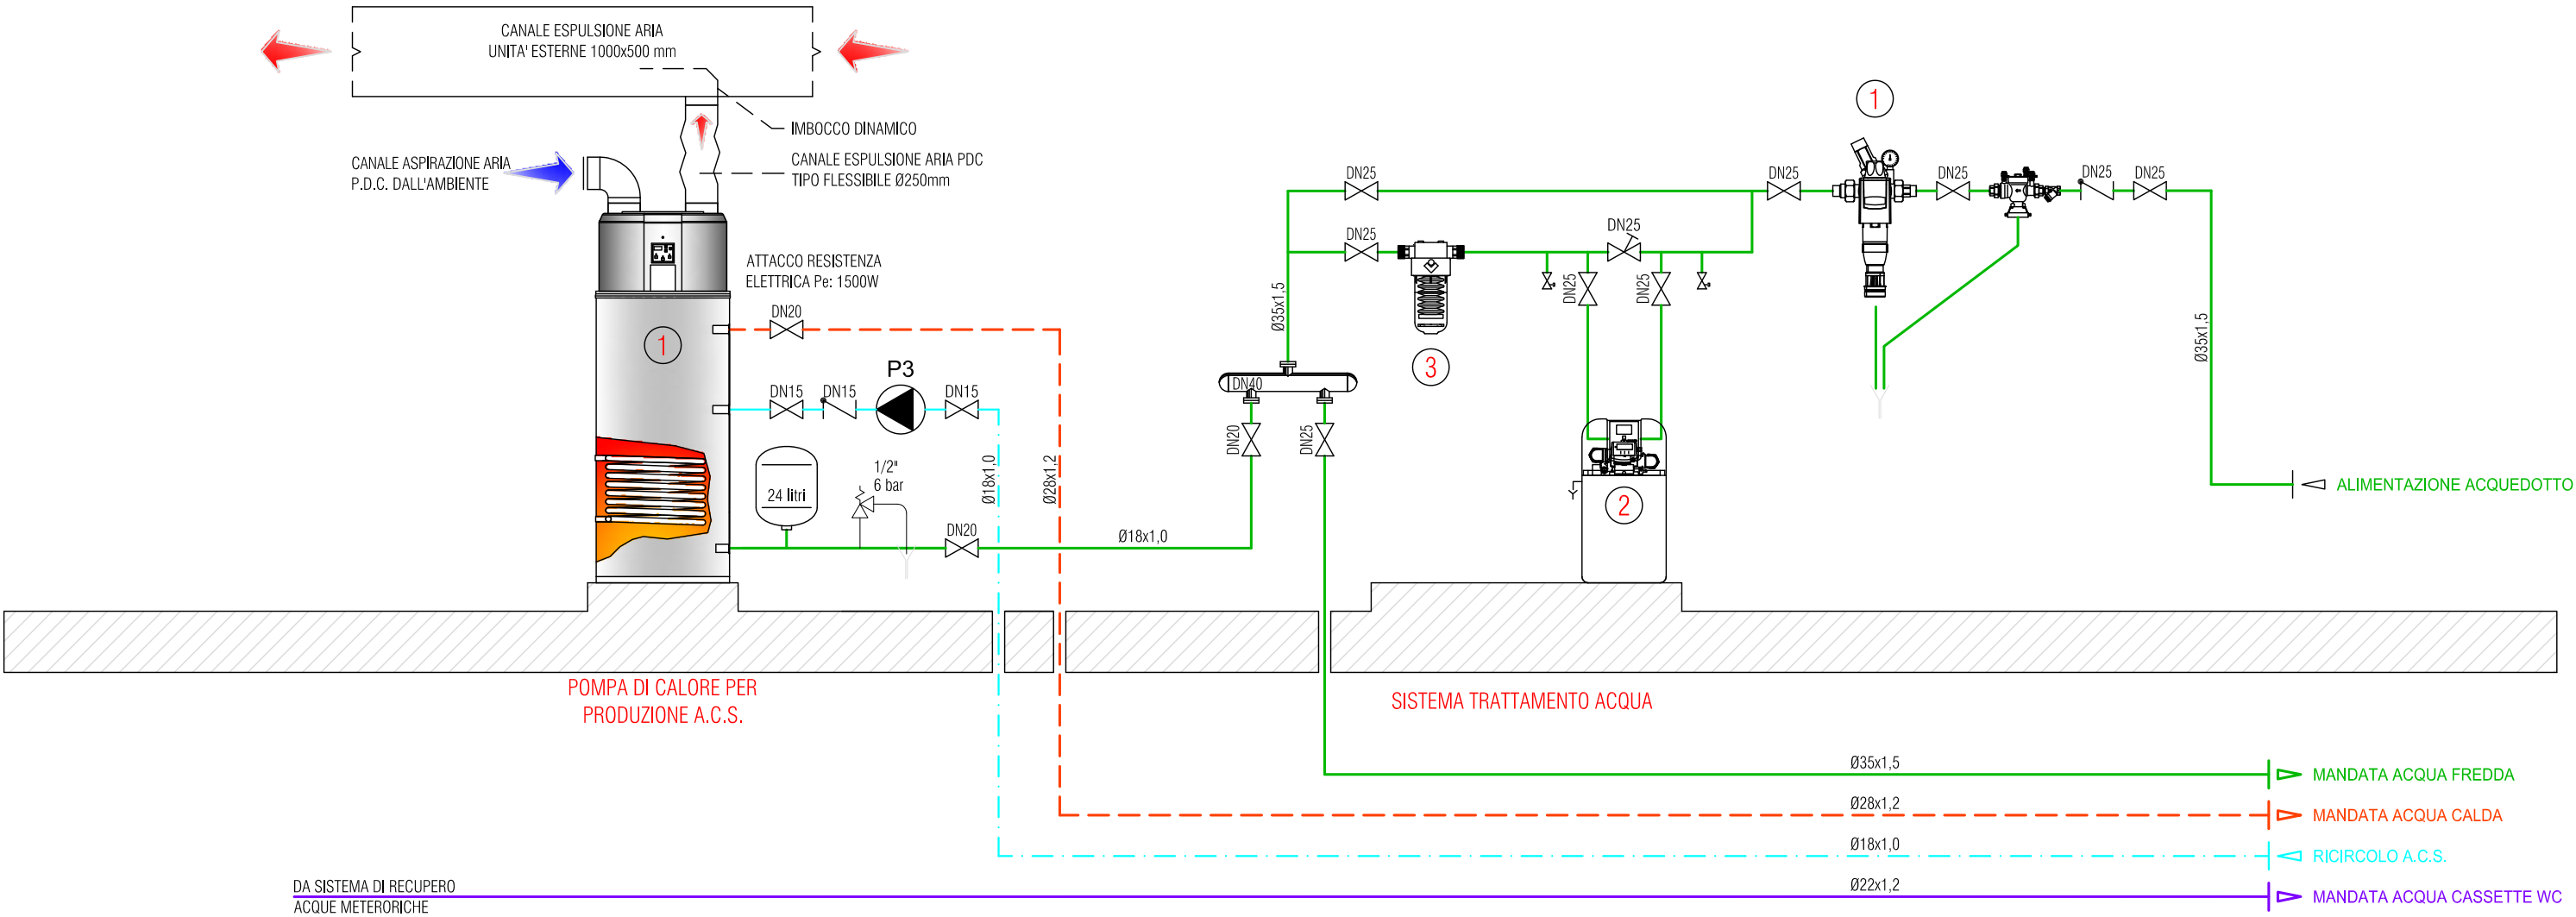 CANALE ESPULSIONE ARIA
UNITA' ESTERNE 1000x500 mm
IMBOCCO DINAMICO
CANALE ESPULSIONE ARIA PDC
TIPO FLESSIBILE Ø250mm
CANALE ASPIRAZIONE ARIA
P.D.C. DALL'AMBIENTE
ATTACCO RESISTENZA
ELETTRICA Pe: 1500W
1
DN20
P3
DN15
DN15
DN15
24 litri
1/2"
6 bar
DN20
Ø18x1,0
Ø28x1,2
Ø18x1,0
POMPA DI CALORE PER
PRODUZIONE A.C.S.
1
DN25
DN25
DN25
DN25
DN25
DN25
DN25
DN25
DN25
Ø35x1,5
3
DN40
DN20
DN25
2
Ø35x1,5
ALIMENTAZIONE ACQUEDOTTO
SISTEMA TRATTAMENTO ACQUA
Ø35x1,5
MANDATA ACQUA FREDDA
Ø28x1,2
MANDATA ACQUA CALDA
Ø18x1,0
RICIRCOLO A.C.S.
DA SISTEMA DI RECUPERO
ACQUE METERORICHE
Ø22x1,2
MANDATA ACQUA CASSETTE WC